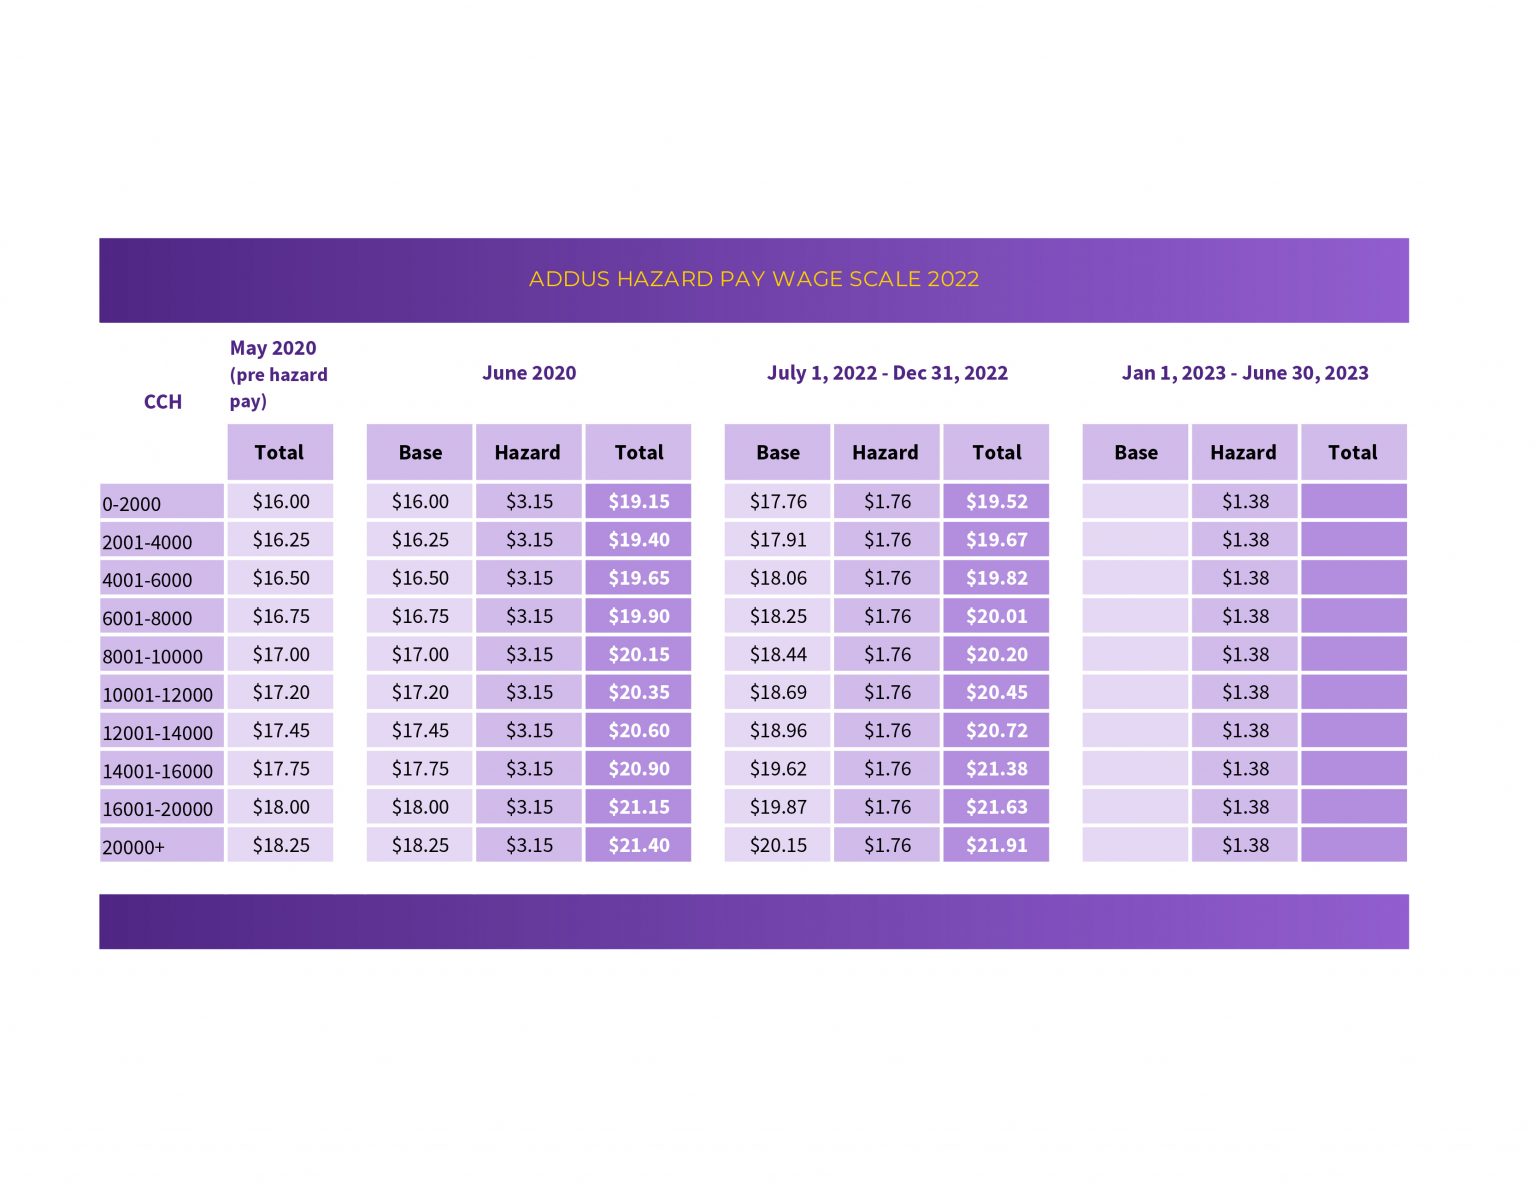 ADDUS HAZARD PAY WAGE SCALE 2022
CCH
May 2020
(pre hazard
pay)
June 2020
July 1, 2022 - Dec 31, 2022
Jan 1, 2023 - June 30, 2023
Total Base Hazard Total Base Hazard Total Base Hazard Total
0-2000 $16.00 $16.00 $3.15 $19.15 $17.76 $1.76 $19.52 $1.38
2001-4000 $16.25 $16.25 $3.15 $19.40 $17.91 $1.76 $19.67 $1.38
4001-6000 $16.50 $16.50 $3.15 $19.65 $18.06 $1.76 $19.82 $1.38
6001-8000 $16.75 $16.75 $3.15 $19.90 $18.25 $1.76 $20.01 $1.38
8001-10000 $17.00 $17.00 $3.15 $20.15 $18.44 $1.76 $20.20 $1.38
10001-12000 $17.20 $17.20 $3.15 $20.35 $18.69 $1.76 $20.45 $1.38
12001-14000 $17.45 $17.45 $3.15 $20.60 $18.96 $1.76 $20.72 $1.38
14001-16000 $17.75 $17.75 $3.15 $20.90 $19.62 $1.76 $21.38 $1.38
16001-20000 $18.00 $18.00 $3.15 $21.15 $19.87 $1.76 $21.63 $1.38
20000+ $18.25 $18.25 $3.15 $21.40 $20.15 $1.76 $21.91 $1.38